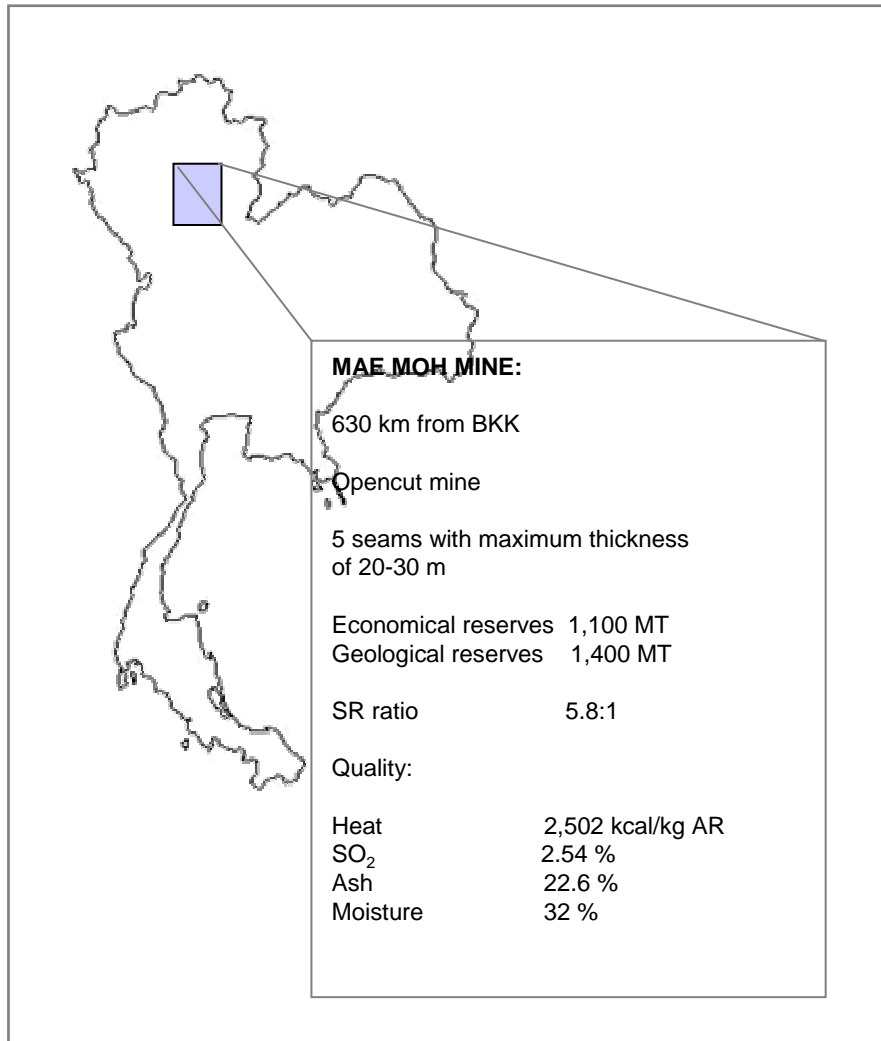 MAE MOH MINE:
630 km from BKK
Opencut mine
5 seams with maximum thickness
of 20-30 m
Economical reserves 1,100 MT
Geological reserves 1,400 MT
SR ratio 5.8:1
Quality:
Heat 2,502 kcal/kg AR
SO₂ 2.54 %
Ash 22.6 %
Moisture 32 %